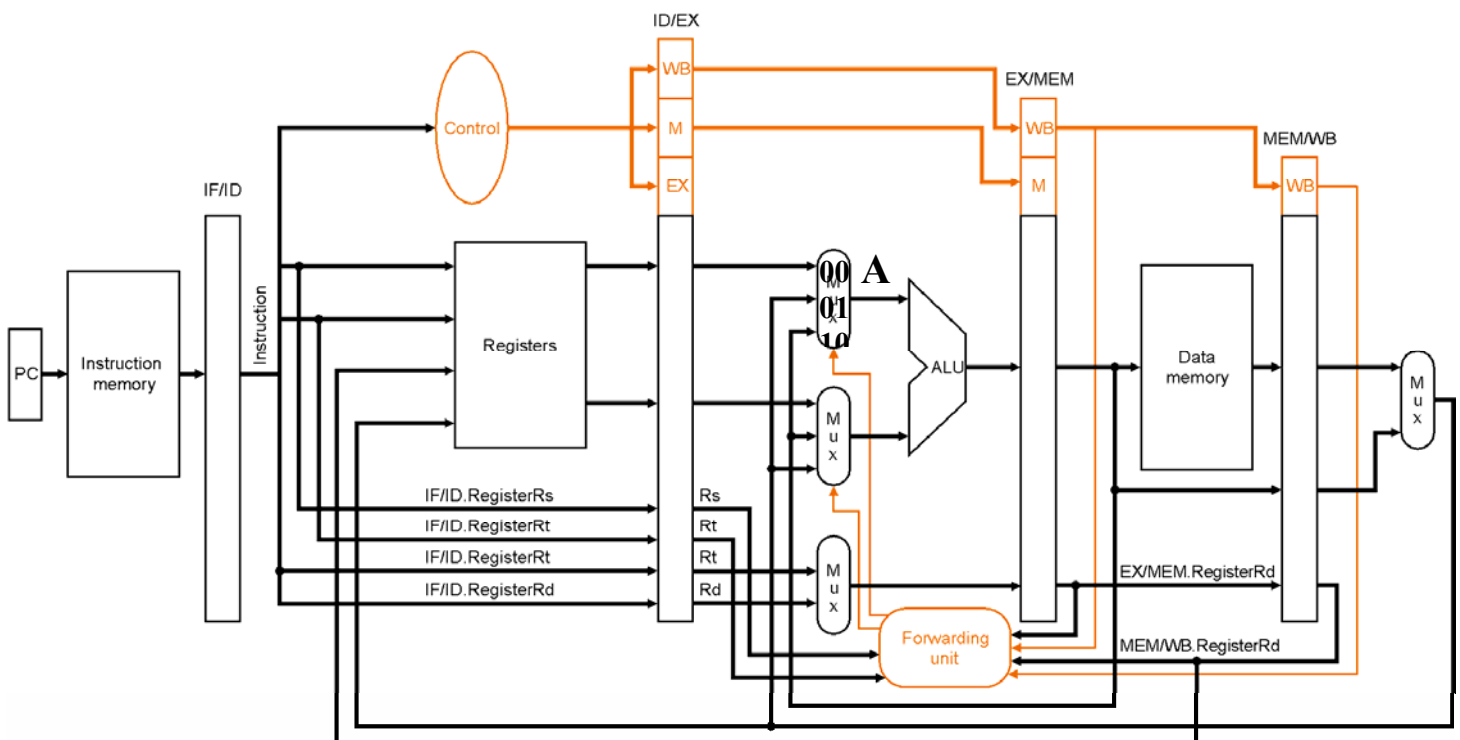 ID/EX
WB
EX/MEM
Control
M
WB
MEM/WB
IF/ID
EX
M
WB
00
A
M
u
01
x
10
Instruction
PC
Instruction
memory
Registers
ALU
Data
memory
M
u
x
M
u
x
IF/ID.RegisterRs
Rs
IF/ID.RegisterRt
Rt
IF/ID.RegisterRt
Rt
IF/ID.RegisterRd
Rd
M
u
x
EX/MEM.RegisterRd
Forwarding
unit
MEM/WB.RegisterRd